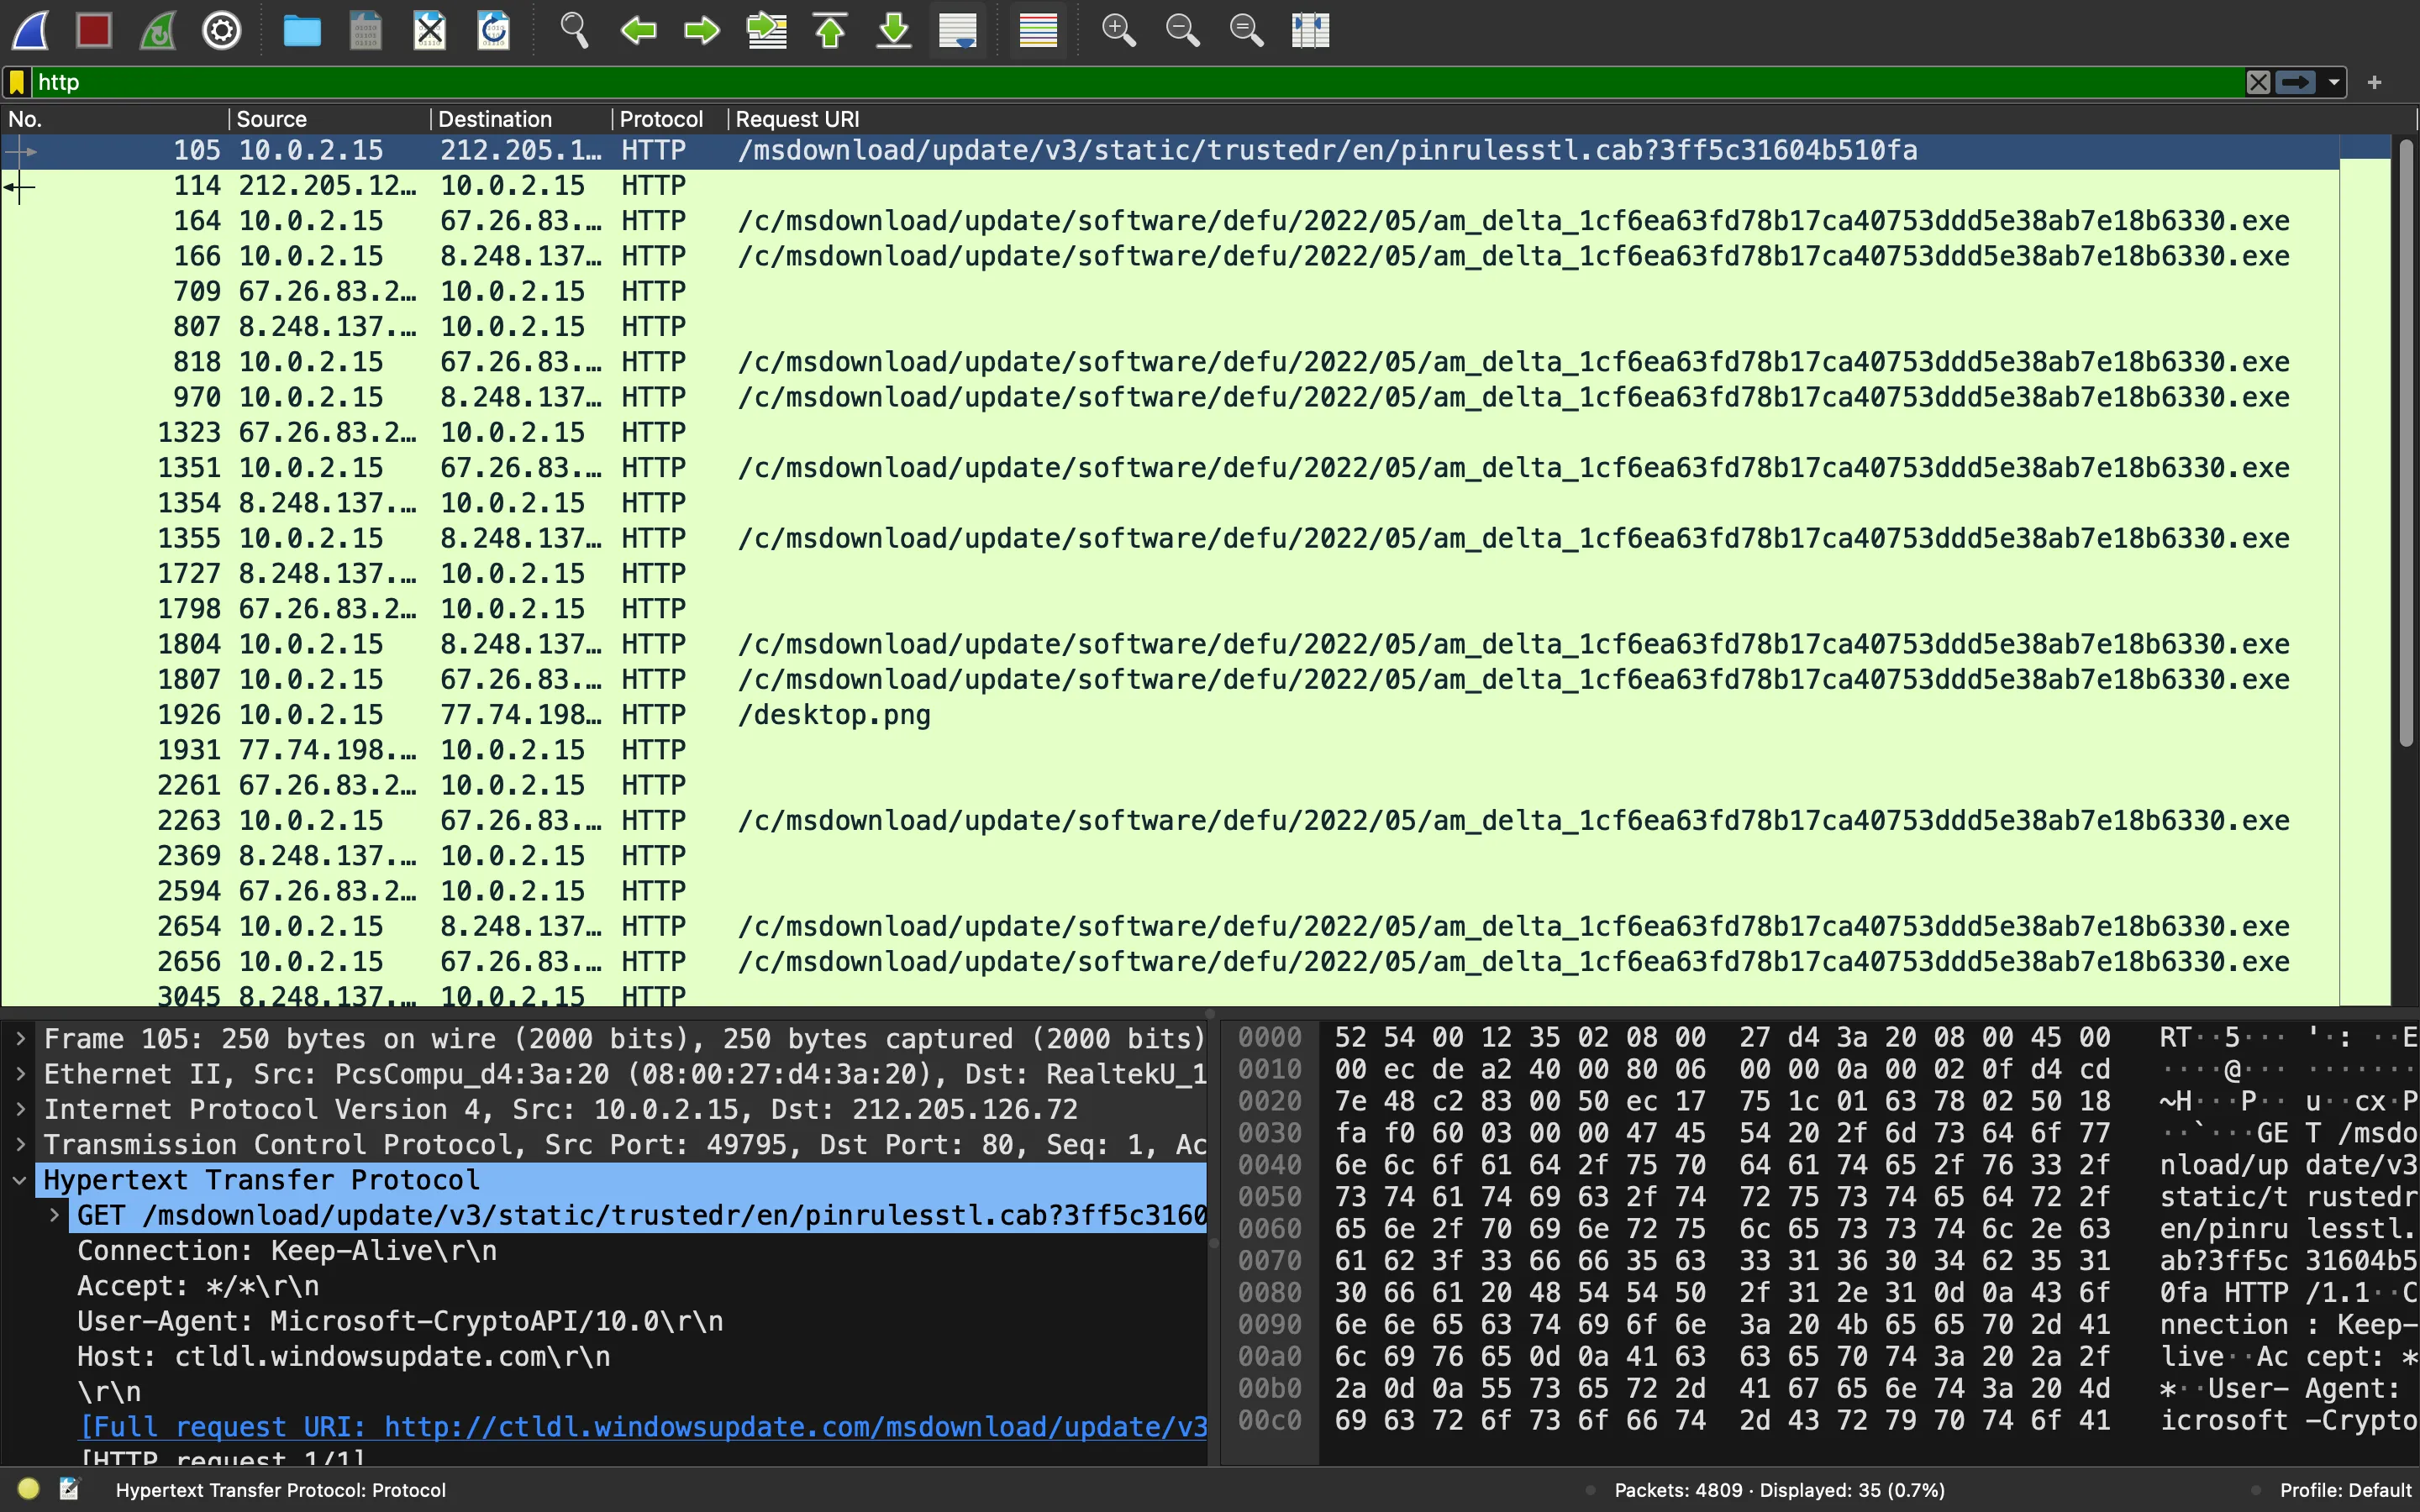 http
No. Source Destination Protocol Request URI
105 10.0.2.15 212.205.1… HTTP /msdownload/update/v3/static/trustedr/en/pinrulesstl.cab?3ff5c31604b510fa
114 212.205.12… 10.0.2.15 HTTP
164 10.0.2.15 67.26.83.… HTTP /c/msdownload/update/software/defu/2022/05/am_delta_1cf6ea63fd78b17ca40753ddd5e38ab7e18b6330.exe
166 10.0.2.15 8.248.137… HTTP /c/msdownload/update/software/defu/2022/05/am_delta_1cf6ea63fd78b17ca40753ddd5e38ab7e18b6330.exe
709 67.26.83.2… 10.0.2.15 HTTP
807 8.248.137.… 10.0.2.15 HTTP
818 10.0.2.15 67.26.83.… HTTP /c/msdownload/update/software/defu/2022/05/am_delta_1cf6ea63fd78b17ca40753ddd5e38ab7e18b6330.exe
970 10.0.2.15 8.248.137… HTTP /c/msdownload/update/software/defu/2022/05/am_delta_1cf6ea63fd78b17ca40753ddd5e38ab7e18b6330.exe
1323 67.26.83.2… 10.0.2.15 HTTP
1351 10.0.2.15 67.26.83.… HTTP /c/msdownload/update/software/defu/2022/05/am_delta_1cf6ea63fd78b17ca40753ddd5e38ab7e18b6330.exe
1354 8.248.137.… 10.0.2.15 HTTP
1355 10.0.2.15 8.248.137… HTTP /c/msdownload/update/software/defu/2022/05/am_delta_1cf6ea63fd78b17ca40753ddd5e38ab7e18b6330.exe
1727 8.248.137.… 10.0.2.15 HTTP
1798 67.26.83.2… 10.0.2.15 HTTP
1804 10.0.2.15 8.248.137… HTTP /c/msdownload/update/software/defu/2022/05/am_delta_1cf6ea63fd78b17ca40753ddd5e38ab7e18b6330.exe
1807 10.0.2.15 67.26.83.… HTTP /c/msdownload/update/software/defu/2022/05/am_delta_1cf6ea63fd78b17ca40753ddd5e38ab7e18b6330.exe
1926 10.0.2.15 77.74.198… HTTP /desktop.png
1931 77.74.198.… 10.0.2.15 HTTP
2261 67.26.83.2… 10.0.2.15 HTTP
2263 10.0.2.15 67.26.83.… HTTP /c/msdownload/update/software/defu/2022/05/am_delta_1cf6ea63fd78b17ca40753ddd5e38ab7e18b6330.exe
2369 8.248.137.… 10.0.2.15 HTTP
2594 67.26.83.2… 10.0.2.15 HTTP
2654 10.0.2.15 8.248.137… HTTP /c/msdownload/update/software/defu/2022/05/am_delta_1cf6ea63fd78b17ca40753ddd5e38ab7e18b6330.exe
2656 10.0.2.15 67.26.83.… HTTP /c/msdownload/update/software/defu/2022/05/am_delta_1cf6ea63fd78b17ca40753ddd5e38ab7e18b6330.exe
3045 8.248.137.… 10.0.2.15 HTTP
Frame 105: 250 bytes on wire (2000 bits), 250 bytes captured (2000 bits)
Ethernet II, Src: PcsCompu_d4:3a:20 (08:00:27:d4:3a:20), Dst: RealtekU_1
Internet Protocol Version 4, Src: 10.0.2.15, Dst: 212.205.126.72
Transmission Control Protocol, Src Port: 49795, Dst Port: 80, Seq: 1, Ac
Hypertext Transfer Protocol
GET /msdownload/update/v3/static/trustedr/en/pinrulesstl.cab?3ff5c3160
Connection: Keep-Alive\r\n
Accept: */*\r\n
User-Agent: Microsoft-CryptoAPI/10.0\r\n
Host: ctldl.windowsupdate.com\r\n
\r\n
[Full request URI: http://ctldl.windowsupdate.com/msdownload/update/v3
[HTTP request 1/1]
0000 52 54 00 12 35 02 08 00 27 d4 3a 20 08 00 45 00 RT··5··· '·: ··E
0010 00 ec de a2 40 00 80 06 00 00 0a 00 02 0f d4 cd ····@··· ········
0020 7e 48 c2 83 00 50 ec 17 75 1c 01 63 78 02 50 18 ~H···P·· u··cx·P
0030 fa f0 60 03 00 00 47 45 54 20 2f 6d 73 64 6f 77 ··`···GE T /msdo
0040 6e 6c 6f 61 64 2f 75 70 64 61 74 65 2f 76 33 2f nload/up date/v3
0050 73 74 61 74 69 63 2f 74 72 75 73 74 65 64 72 2f static/t rustedr
0060 65 6e 2f 70 69 6e 72 75 6c 65 73 73 74 6c 2e 63 en/pinru lesstl.
0070 61 62 3f 33 66 66 35 63 33 31 36 30 34 62 35 31 ab?3ff5c 31604b5
0080 30 66 61 20 48 54 54 50 2f 31 2e 31 0d 0a 43 6f 0fa HTTP /1.1··C
0090 6e 6e 65 63 74 69 6f 6e 3a 20 4b 65 65 70 2d 41 nnection : Keep-
00a0 6c 69 76 65 0d 0a 41 63 63 65 70 74 3a 20 2a 2f live··Ac cept: *
00b0 2a 0d 0a 55 73 65 72 2d 41 67 65 6e 74 3a 20 4d *··User- Agent:
00c0 69 63 72 6f 73 6f 66 74 2d 43 72 79 70 74 6f 41 icrosoft -Crypto
Hypertext Transfer Protocol: Protocol
Packets: 4809 · Displayed: 35 (0.7%)
Profile: Default